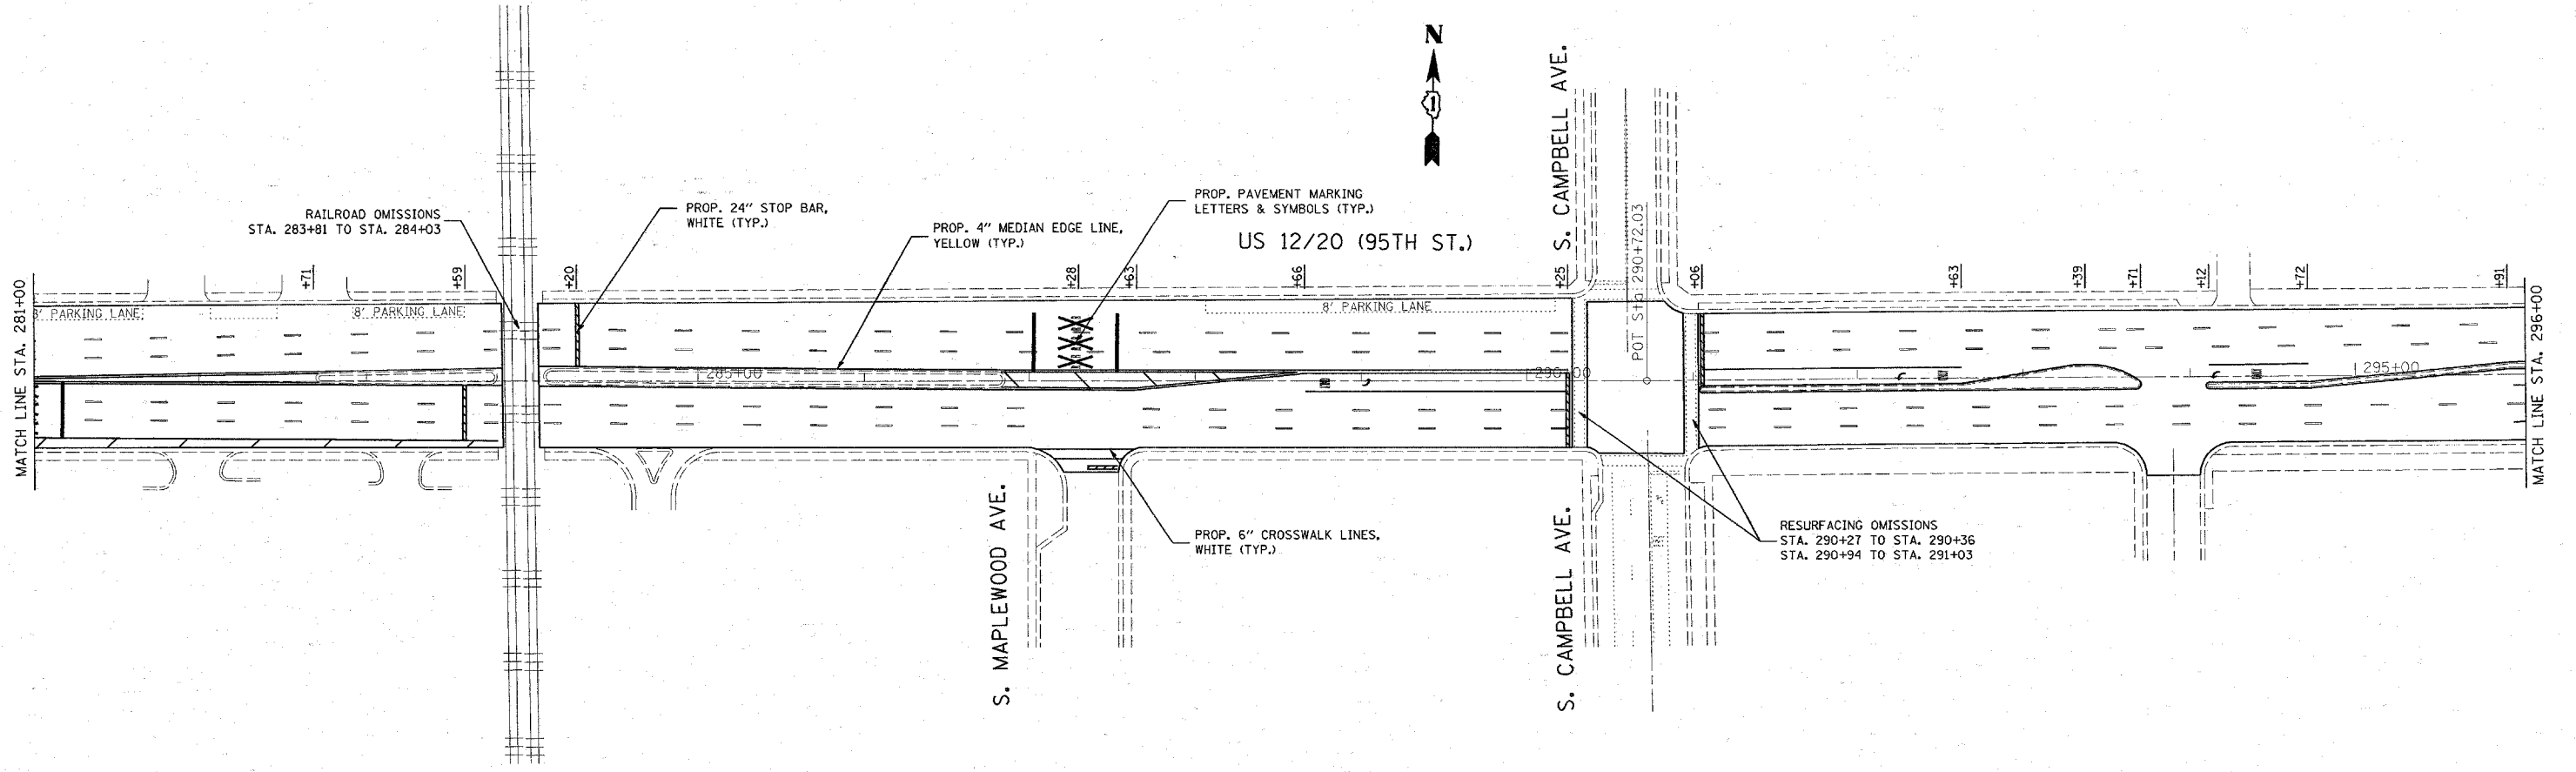 N
1
S. CAMPBELL AVE.
RAILROAD OMISSIONS
STA. 283+81 TO STA. 284+03
PROP. 24" STOP BAR,
WHITE (TYP.)
PROP. 4" MEDIAN EDGE LINE,
YELLOW (TYP.)
PROP. PAVEMENT MARKING
LETTERS & SYMBOLS (TYP.)
US 12/20 (95TH ST.)
POT Sta 290+72.03
MATCH LINE STA. 281+00
+71
+59
+20
+28
+63
+66
+25
+06
+63
+39
+71
+12
+72
+91
MATCH LINE STA. 296+00
8' PARKING LANE
8' PARKING LANE
8' PARKING LANE
285+00
290+00
295+00
S. MAPLEWOOD AVE.
PROP. 6" CROSSWALK LINES,
WHITE (TYP.)
S. CAMPBELL AVE.
RESURFACING OMISSIONS
STA. 290+27 TO STA. 290+36
STA. 290+94 TO STA. 291+03